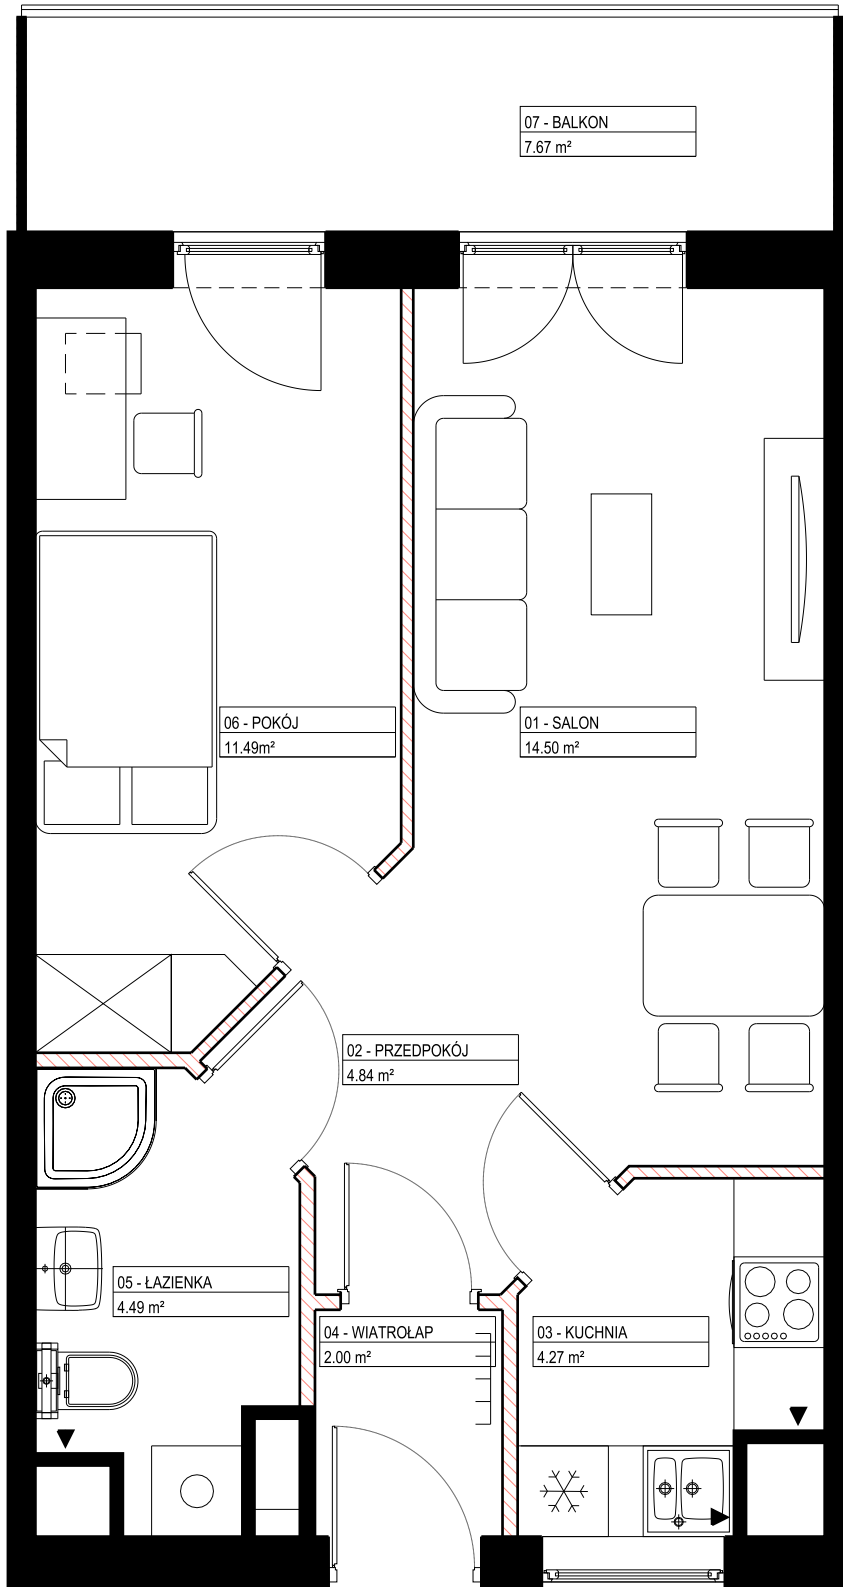 07 - BALKON
7.67 m²
06 - POKÓJ
11.49m²
01 - SALON
14.50 m²
02 - PRZEDPOKÓJ
4.84 m²
05 - ŁAZIENKA
4.49 m²
04 - WIATROŁAP
2.00 m²
03 - KUCHNIA
4.27 m²